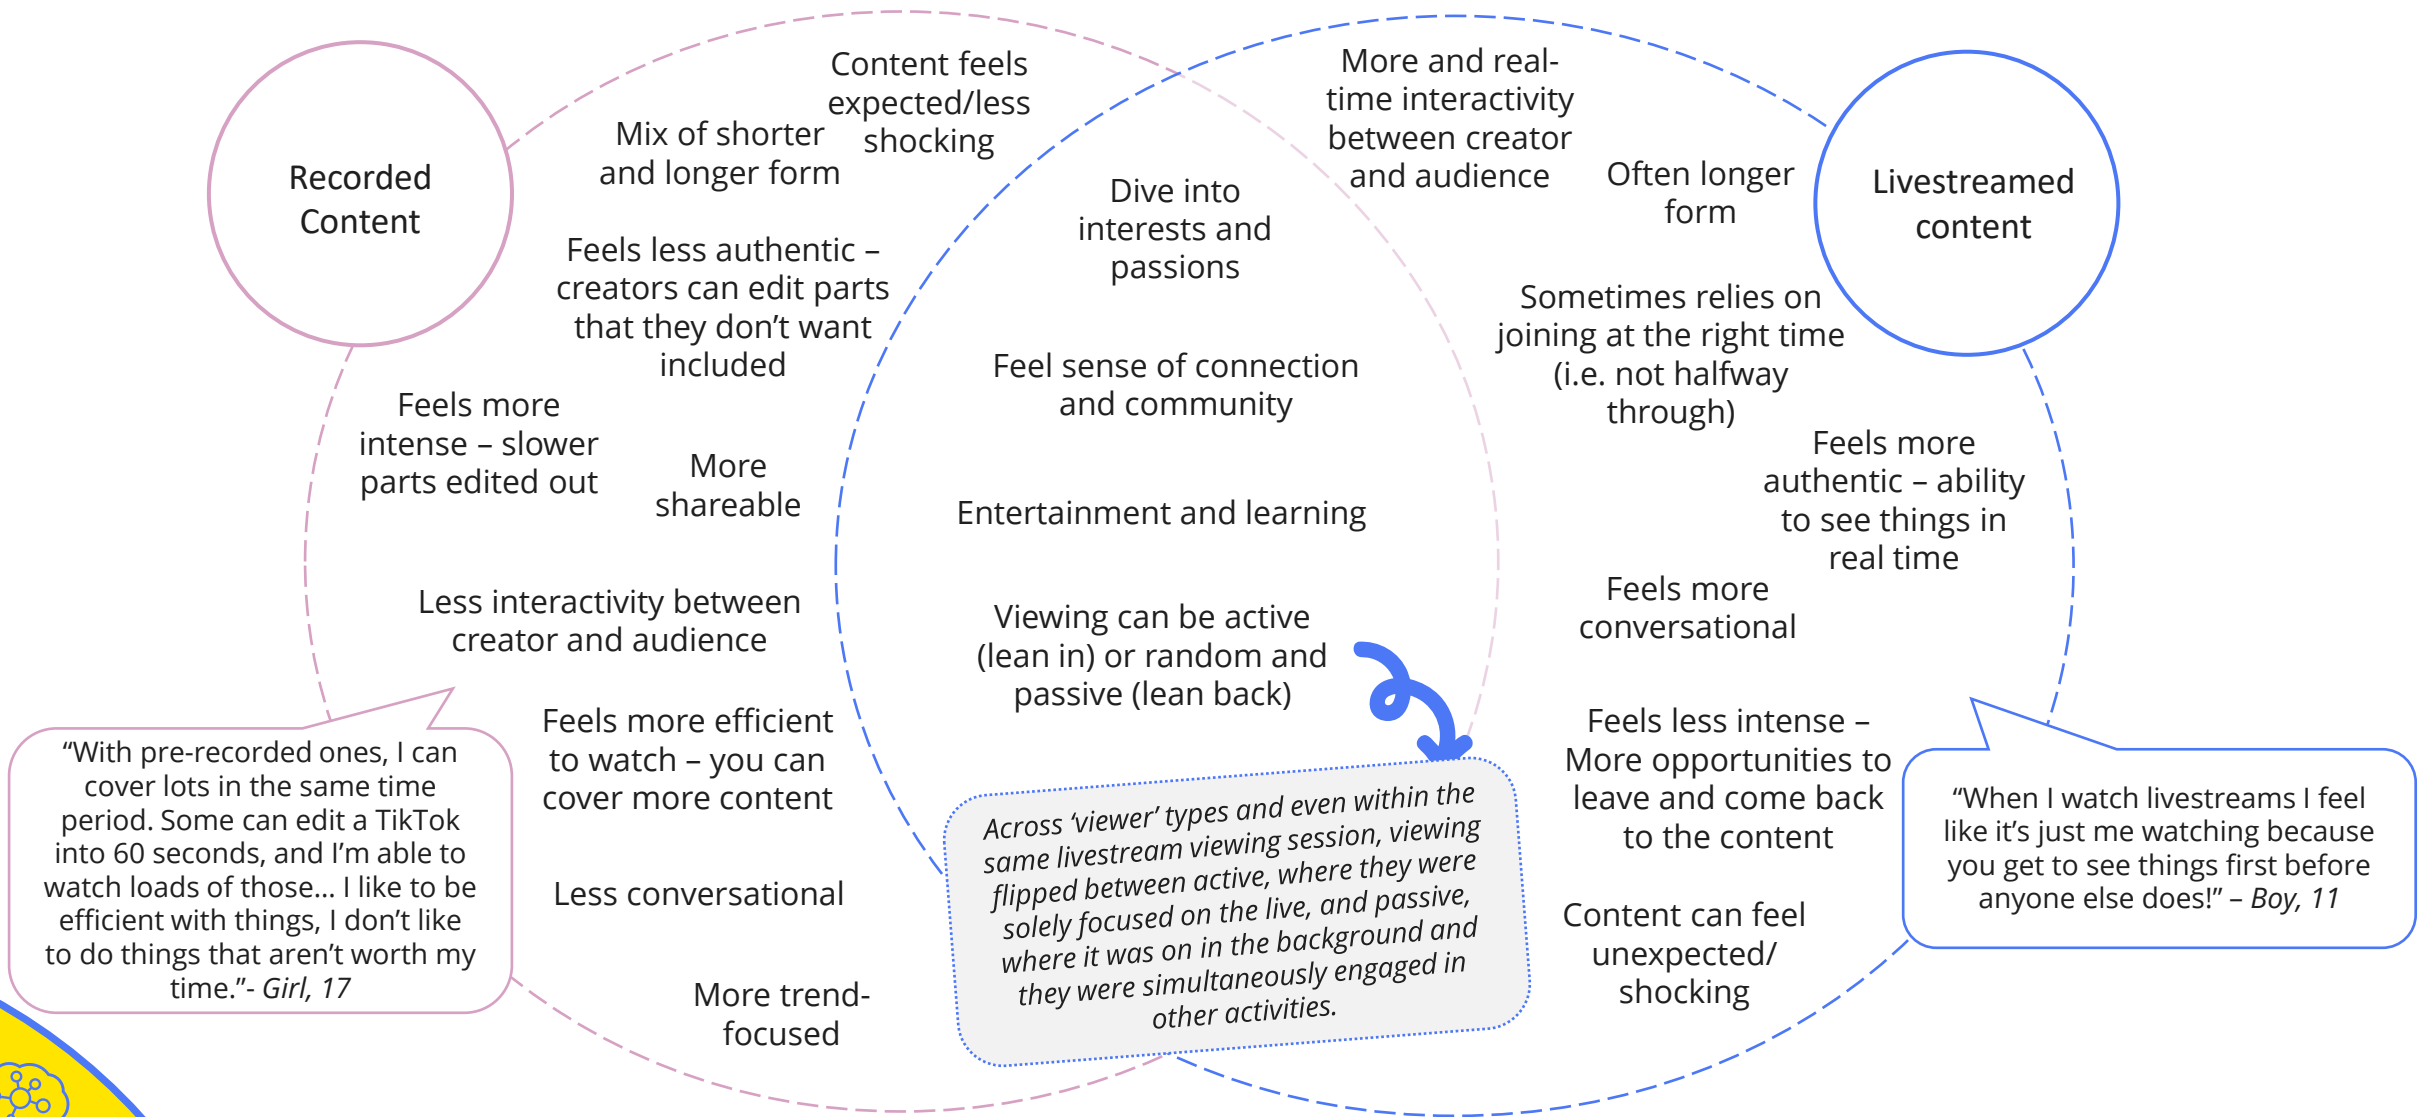 Recorded
Content
Content feels
expected/less
shocking
Mix of shorter
and longer form
Feels less authentic –
creators can edit parts
that they don’t want
included
Feels more
intense – slower
parts edited out
More
shareable
Less interactivity between
creator and audience
Feels more efficient
to watch – you can
cover more content
Less conversational
More trend-
focused
“With pre-recorded ones, I can
cover lots in the same time
period. Some can edit a TikTok
into 60 seconds, and I’m able to
watch loads of those... I like to be
efficient with things, I don’t like
to do things that aren’t worth my
time.”- Girl, 17
Dive into
interests and
passions
Feel sense of connection
and community
Entertainment and learning
Viewing can be active
(lean in) or random and
passive (lean back)
Across ‘viewer’ types and even within the
same livestream viewing session, viewing
flipped between active, where they were
solely focused on the live, and passive,
where it was on in the background and
they were simultaneously engaged in
other activities.
More and real-
time interactivity
between creator
and audience
Often longer
form
Livestreamed
content
Sometimes relies on
joining at the right time
(i.e. not halfway
through)
Feels more
authentic – ability
to see things in
real time
Feels more
conversational
Feels less intense –
More opportunities to
leave and come back
to the content
Content can feel
unexpected/
shocking
“When I watch livestreams I feel
like it’s just me watching because
you get to see things first before
anyone else does!” – Boy, 11